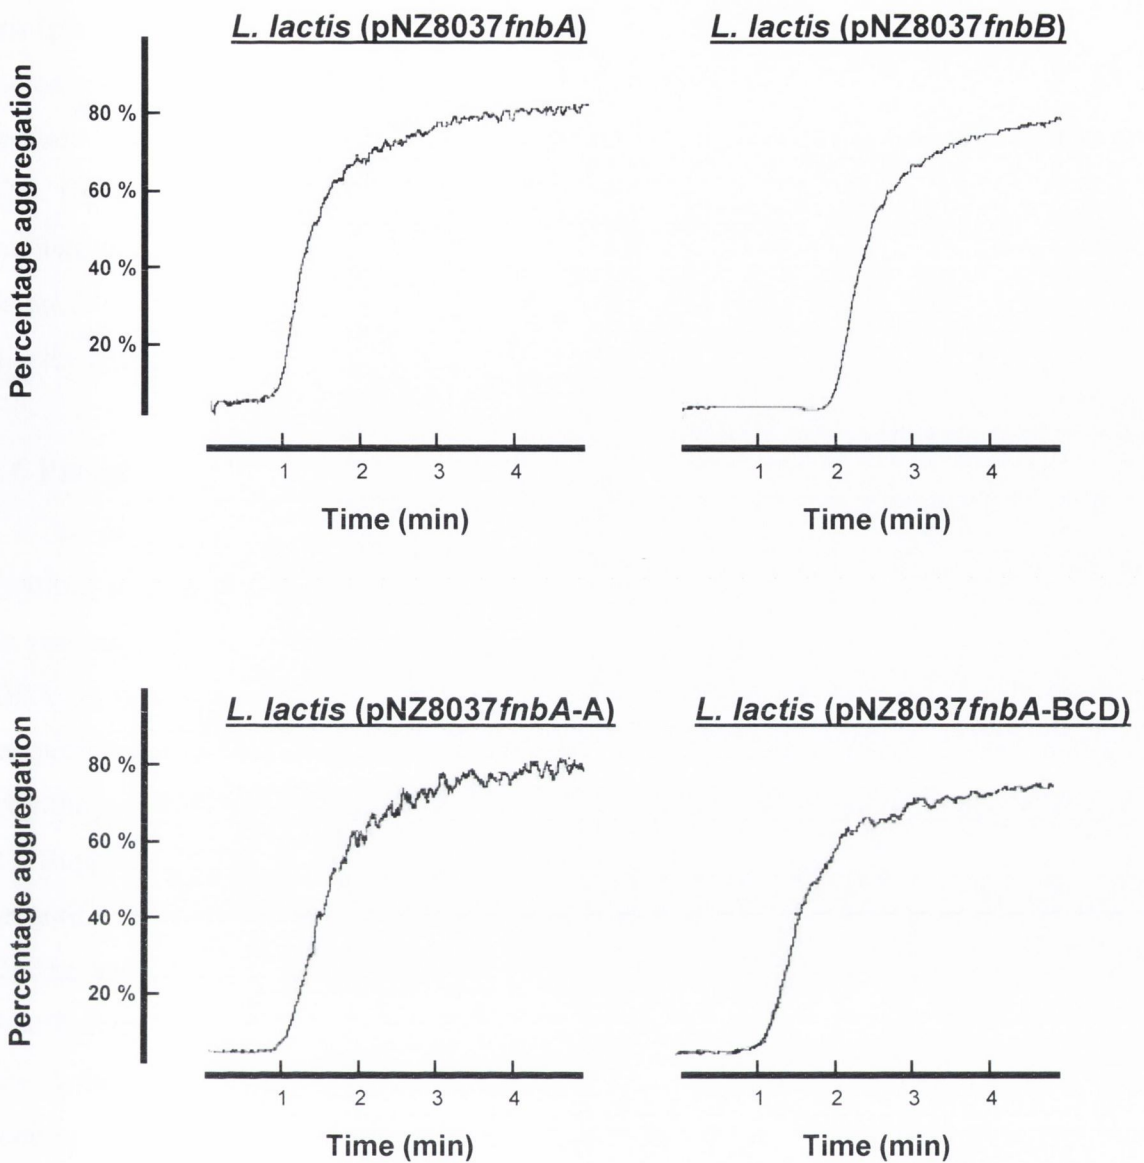 L. lactis (pNZ8037fnbA)
L. lactis (pNZ8037fnbB)
Percentage aggregation
80 %
60 %
40 %
20 %
1 2 3 4
1 2 3 4
Time (min)
Time (min)
L. lactis (pNZ8037fnbA-A)
L. lactis (pNZ8037fnbA-BCD)
Percentage aggregation
80 %
60 %
40 %
20 %
1 2 3 4
1 2 3 4
Time (min)
Time (min)